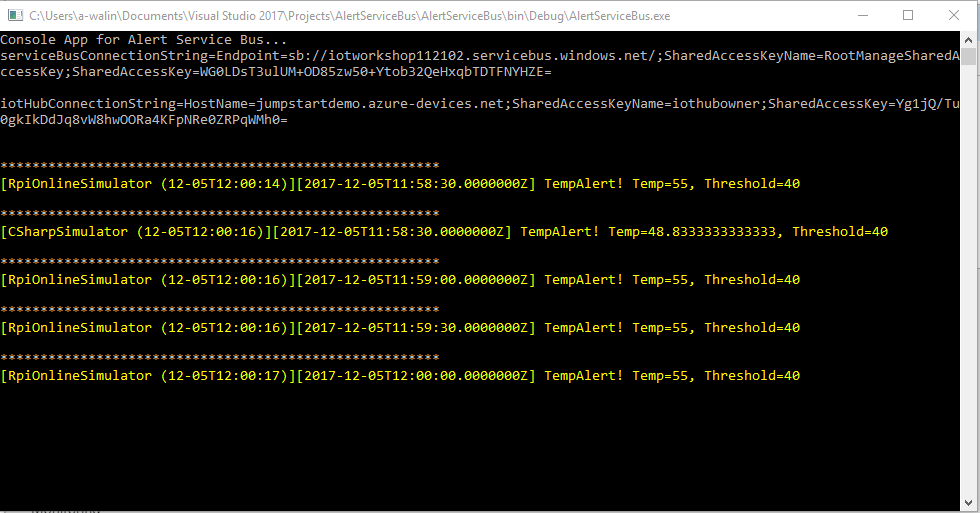 C:\Users\a-walin\Documents\Visual Studio 2017\Projects\AlertServiceBus\AlertServiceBus\bin\Debug\AlertServiceBus.exe
Console App for Alert Service Bus...
serviceBusConnectionString=Endpoint=sb://iotworkshop112102.servicebus.windows.net/;SharedAccessKeyName=RootManageSharedA
ccessKey;SharedAccessKey=WG0LDsT3ulUM+OD85zw50+Ytob32QeHxqbTDTFNYHZE=
iotHubConnectionString=HostName=jumpstartdemo.azure-devices.net;SharedAccessKeyName=iothubowner;SharedAccessKey=Yg1jQ/Tu
0gkIkDdJq8vW8hwOORa4KFpNRe0ZRPqWMh0=
*******************************************************
[RpiOnlineSimulator (12-05T12:00:14)][2017-12-05T11:58:30.0000000Z] TempAlert! Temp=55, Threshold=40
*******************************************************
[CSharpSimulator (12-05T12:00:16)][2017-12-05T11:58:30.0000000Z] TempAlert! Temp=48.8333333333333, Threshold=40
*******************************************************
[RpiOnlineSimulator (12-05T12:00:16)][2017-12-05T11:59:00.0000000Z] TempAlert! Temp=55, Threshold=40
*******************************************************
[RpiOnlineSimulator (12-05T12:00:16)][2017-12-05T11:59:30.0000000Z] TempAlert! Temp=55, Threshold=40
*******************************************************
[RpiOnlineSimulator (12-05T12:00:17)][2017-12-05T12:00:00.0000000Z] TempAlert! Temp=55, Threshold=40